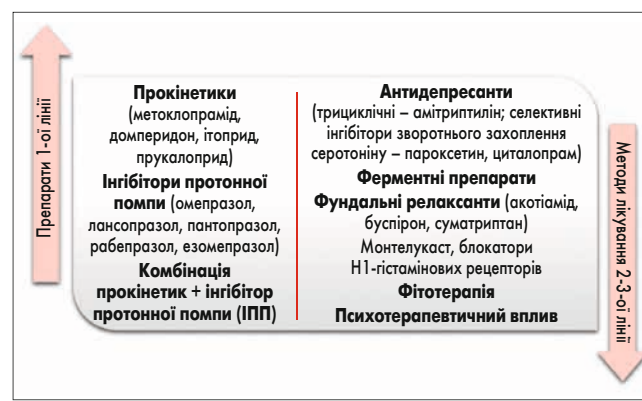 Препарати 1-ої лінії
Прокінетики
(метоклопрамід,
домперидон, ітоприд,
прукалоприд)
Інгібітори протонної
помпи (омепразол,
лансопразол, пантопразол,
рабепразол, езомепразол)
Комбінація
прокінетик + інгібітор
протонної помпи (ІПП)
Антидепресанти
(трициклічні – амітриптилін; селективні
інгібітори зворотнього захоплення
серотоніну – пароксетин, циталопрам)
Ферментні препарати
Фундальні релаксанти (акотіамід,
буспірон, суматриптан)
Монтелукаст, блокатори
Н1-гістамінових рецепторів
Фітотерапія
Психотерапевтичний вплив
Методи лікування 2-3-ої лінії